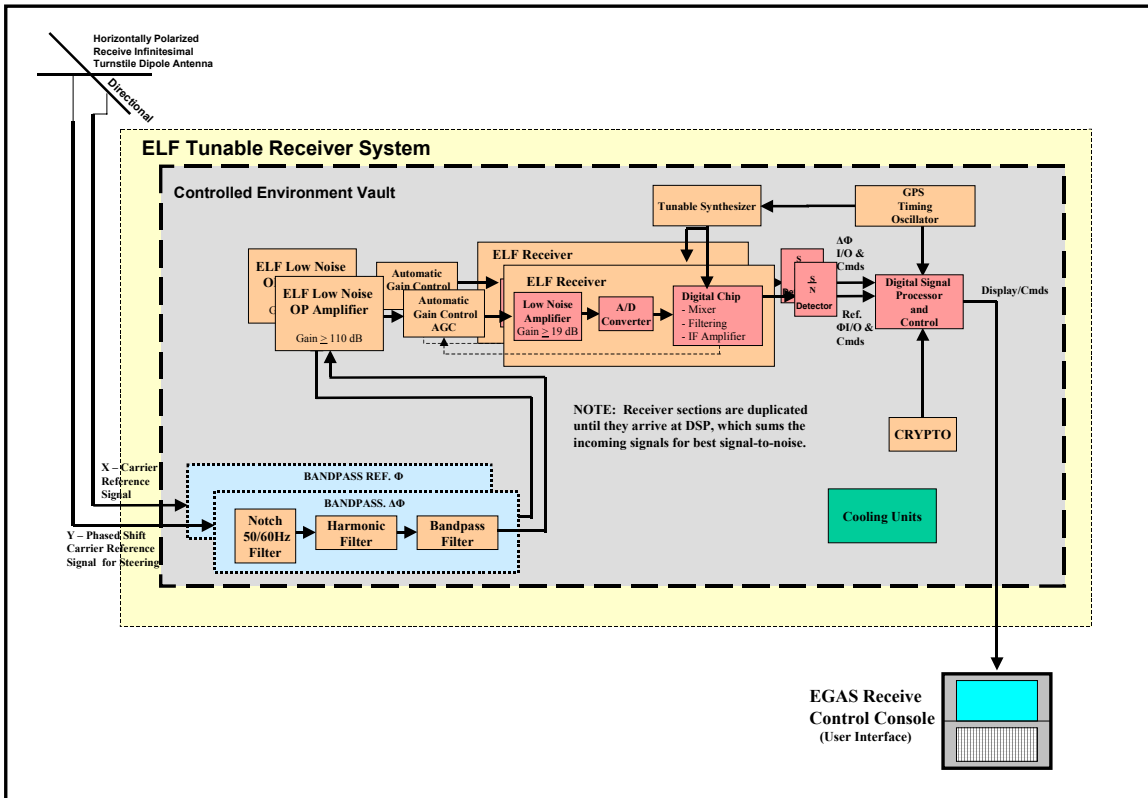 Horizontally Polarized
Receive Infinitesimal
Turnstile Dipole Antenna
Directional
ELF Tunable Receiver System
Controlled Environment Vault
Tunable Synthesizer
GPS
Timing
Oscillator
ELF Low Noise
ELF Low Noise
OP Amplifier
Gain ≥ 110 dB
Automatic
Gain Control
Automatic
Gain Control
AGC
ELF Receiver
ELF Receiver
Low Noise
Amplifier
Gain ≥ 19 dB
A/D
Converter
Digital Chip
- Mixer
- Filtering
- IF Amplifier
S
S
N
Detector
ΔΦ
I/O &
Cmds
Ref.
ΦI/O &
Cmds
Digital Signal
Processor
and
Control
Display/Cmds
NOTE: Receiver sections are duplicated
until they arrive at DSP, which sums the
incoming signals for best signal-to-noise.
CRYPTO
Cooling Units
X – Carrier
Reference
Signal
Y – Phased Shift
Carrier Reference
Signal for Steering
BANDPASS REF. Φ
BANDPASS. ΔΦ
Notch
50/60Hz
Filter
Harmonic
Filter
Bandpass
Filter
EGAS Receive
Control Console
(User Interface)